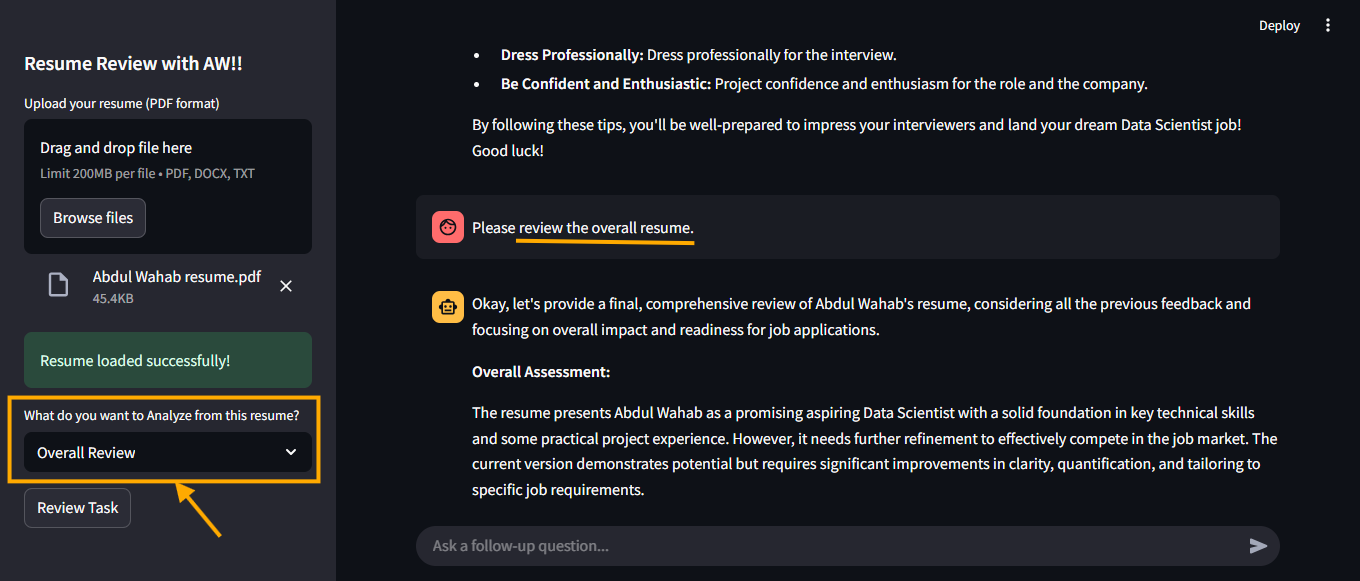 Resume Review with AW!!
Upload your resume (PDF format)
Drag and drop file here
Limit 200MB per file • PDF, DOCX, TXT
Browse files
Abdul Wahab resume.pdf
45.4KB
Resume loaded successfully!
What do you want to Analyze from this resume?
Overall Review
Review Task
Deploy
• Dress Professionally: Dress professionally for the interview.
• Be Confident and Enthusiastic: Project confidence and enthusiasm for the role and the company.
By following these tips, you'll be well-prepared to impress your interviewers and land your dream Data Scientist job!
Good luck!
Please review the overall resume.
Okay, let's provide a final, comprehensive review of Abdul Wahab's resume, considering all the previous feedback and
focusing on overall impact and readiness for job applications.
Overall Assessment:
The resume presents Abdul Wahab as a promising aspiring Data Scientist with a solid foundation in key technical skills
and some practical project experience. However, it needs further refinement to effectively compete in the job market. The
current version demonstrates potential but requires significant improvements in clarity, quantification, and tailoring to
specific job requirements.
Ask a follow-up question...